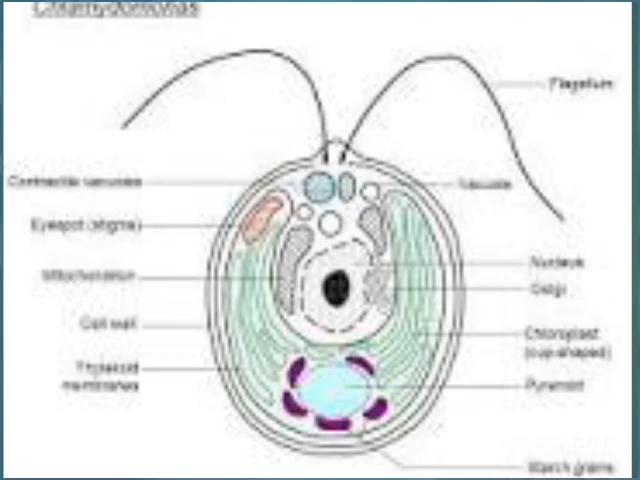 Chlamydomonas
Flagellum
Contractile vacuoles
Vacuole
Eyespot (stigma)
Mitochondrion
Nucleus
Golgi
Cell wall
Chloroplast
(cup-shaped)
Thylakoid
membranes
Pyrenoid
Starch grains